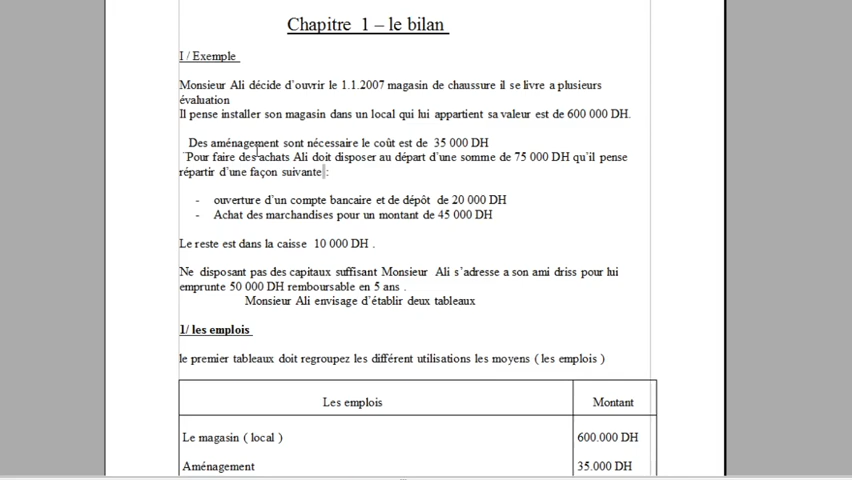 Chapitre 1 – le bilan
I / Exemple
Monsieur Ali décide d'ouvrir le 1.1.2007 magasin de chaussure il se livre a plusieurs
évaluation
Il pense installer son magasin dans un local qui lui appartient sa valeur est de 600 000 DH.
Des aménagement sont nécessaire le coût est de 35 000 DH
Pour faire des achats Ali doit disposer au départ d'une somme de 75 000 DH qu'il pense
répartir d'une façon suivante :
- ouverture d'un compte bancaire et de dépôt de 20 000 DH
- Achat des marchandises pour un montant de 45 000 DH
Le reste est dans la caisse 10 000 DH .
Ne disposant pas des capitaux suffisant Monsieur Ali s'adresse a son ami driss pour lui
emprunte 50 000 DH remboursable en 5 ans .
Monsieur Ali envisage d'établir deux tableaux
1/ les emplois
le premier tableaux doit regroupez les différent utilisations les moyens ( les emplois )
Les emplois Montant
Le magasin ( local ) 600.000 DH
Aménagement 35.000 DH